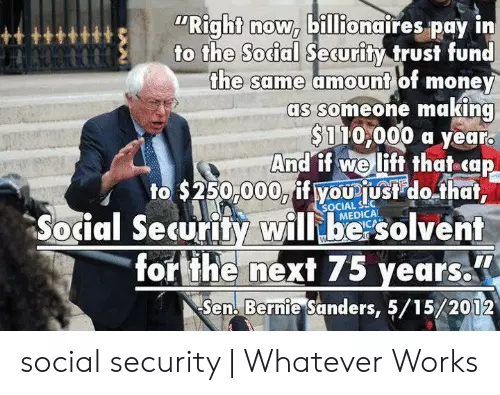 "Right now, billionaires pay in
to the Social Security trust fund
the same amount of money
as someone making
$110,000 a year.
And if we lift that cap
to $250,000, if you just do that,
SOCIAL
MEDICA
Social Security will be solvent
for the next 75 years."
-Sen. Bernie Sanders, 5/15/2012
social security | Whatever Works